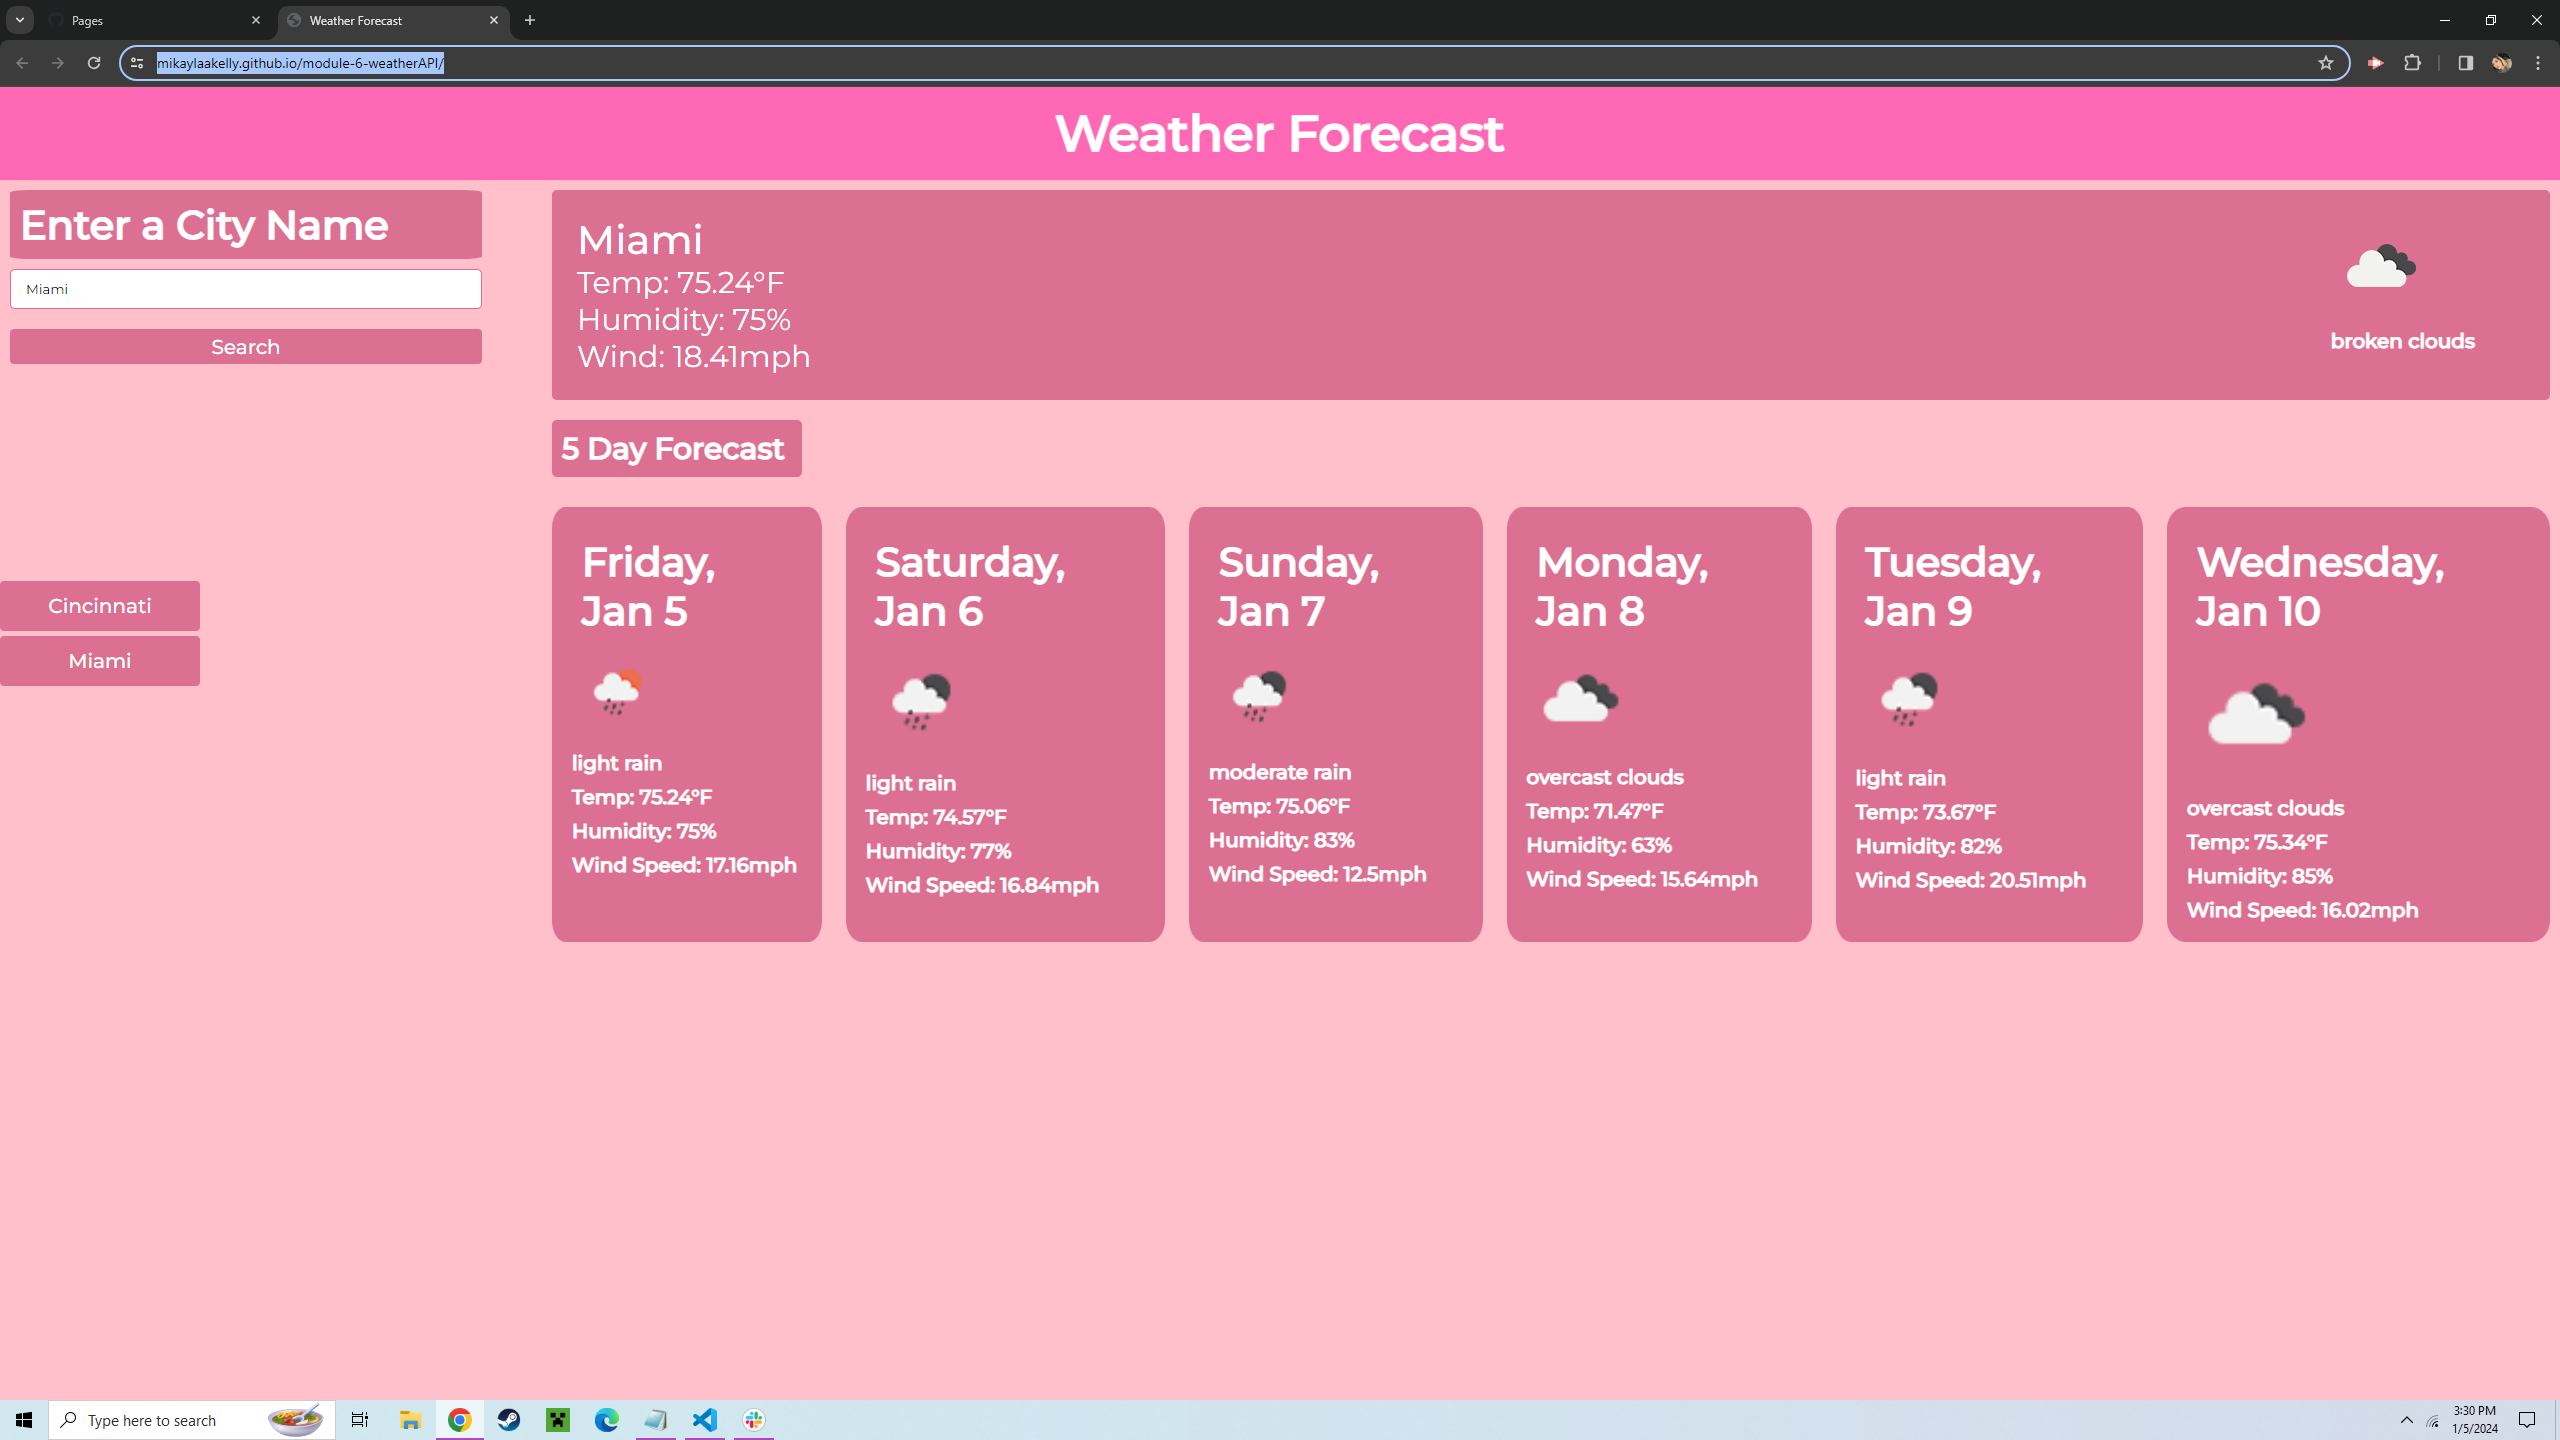 Pages
Weather Forecast
mikaylaakelly.github.io/module-6-weatherAPI/
Weather Forecast
Enter a City Name
Miami
Search
Cincinnati
Miami
Miami
Temp: 75.24°F
Humidity: 75%
Wind: 18.41mph
broken clouds
5 Day Forecast
Friday,
Jan 5
light rain
Temp: 75.24°F
Humidity: 75%
Wind Speed: 17.16mph
Saturday,
Jan 6
light rain
Temp: 74.57°F
Humidity: 77%
Wind Speed: 16.84mph
Sunday,
Jan 7
moderate rain
Temp: 75.06°F
Humidity: 83%
Wind Speed: 12.5mph
Monday,
Jan 8
overcast clouds
Temp: 71.47°F
Humidity: 63%
Wind Speed: 15.64mph
Tuesday,
Jan 9
light rain
Temp: 73.67°F
Humidity: 82%
Wind Speed: 20.51mph
Wednesday,
Jan 10
overcast clouds
Temp: 75.34°F
Humidity: 85%
Wind Speed: 16.02mph
Type here to search
3:30 PM
1/5/2024